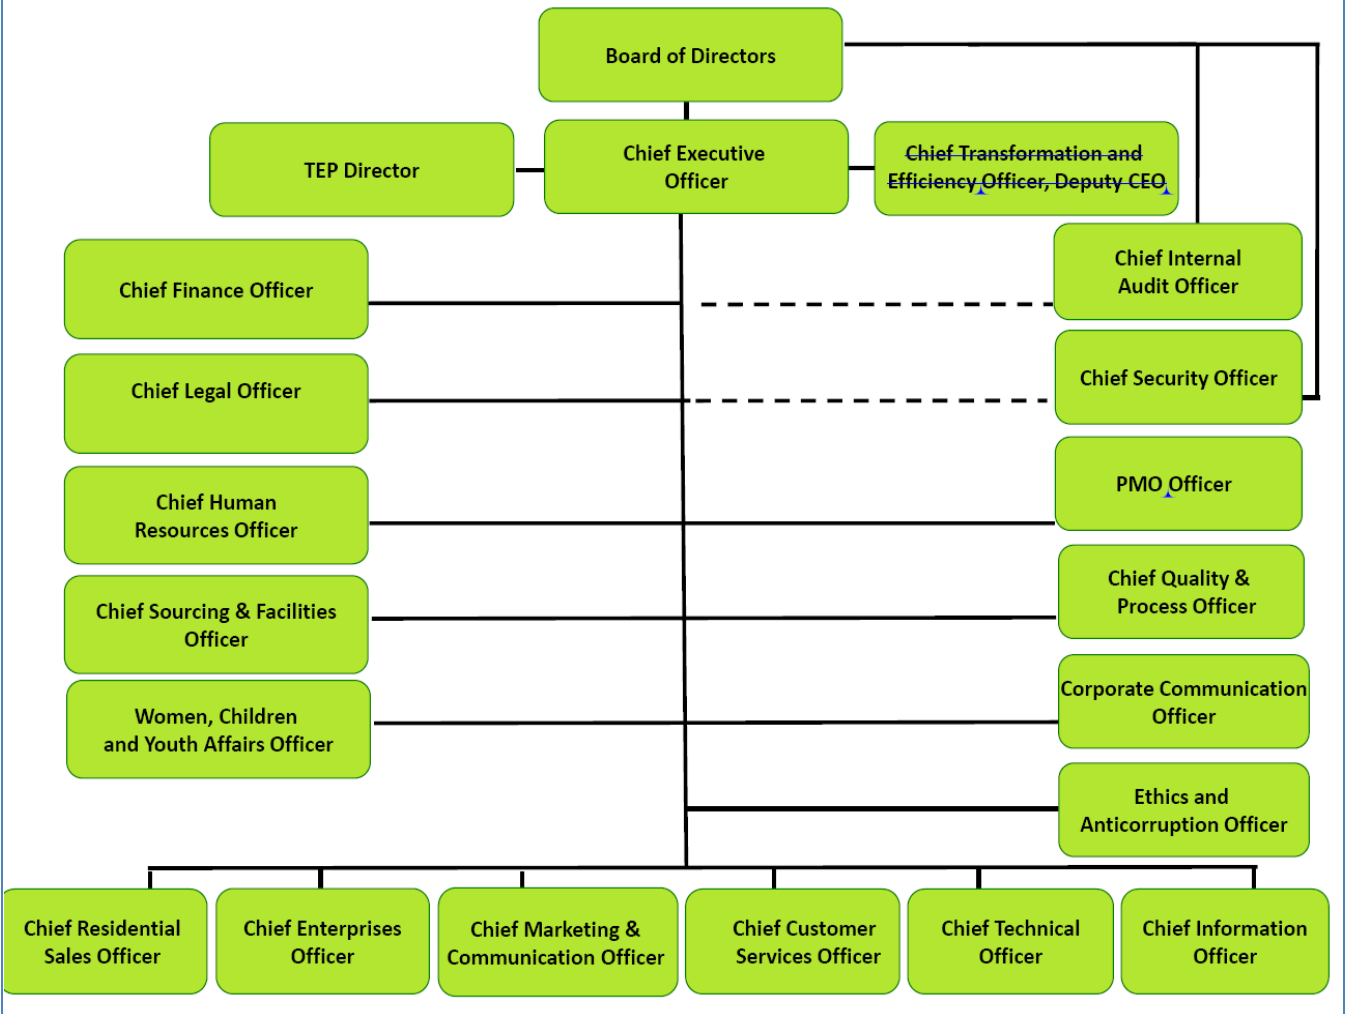 Board of Directors
TEP Director
Chief Executive
Officer
Chief Transformation and
Efficiency Officer, Deputy CEO
Chief Finance Officer
Chief Internal
Audit Officer
Chief Legal Officer
Chief Security Officer
Chief Human
Resources Officer
PMO Officer
Chief Sourcing & Facilities
Officer
Chief Quality &
Process Officer
Women, Children
and Youth Affairs Officer
Corporate Communication
Officer
Ethics and
Anticorruption Officer
Chief Residential
Sales Officer
Chief Enterprises
Officer
Chief Marketing &
Communication Officer
Chief Customer
Services Officer
Chief Technical
Officer
Chief Information
Officer